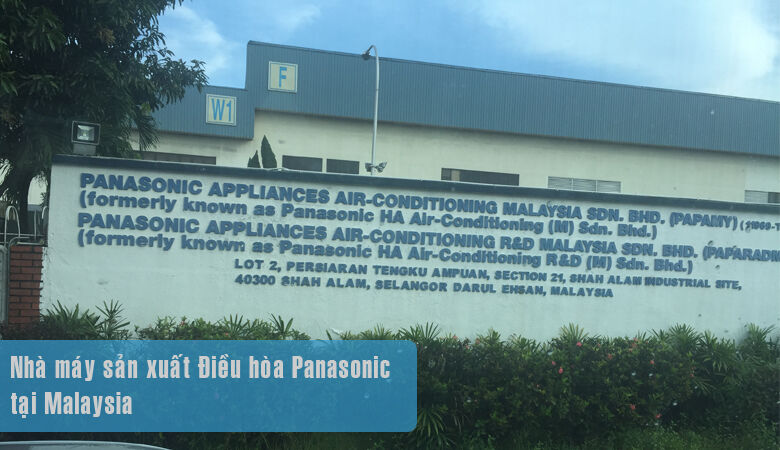 F
W1
PANASONIC APPLIANCES AIR-CONDITIONING MALAYSIA SDN. BHD. (PAPAMY)
(formerly known as Panasonic HA Air-Conditioning (M) Sdn. Bhd.)
PANASONIC APPLIANCES AIR-CONDITIONING R&D MALAYSIA SDN. BHD. (PAPARADM
(formerly known as Panasonic HA Air-Conditioning R&D (M) Sdn. Bhd.)
LOT 2, PERSIARAN TENGKU AMPUAN, SECTION 21, SHAH ALAM INDUSTRIAL SITE,
40300 SHAH ALAM, SELANGOR DARUL EHSAN, MALAYSIA
Nhà máy sản xuất Điều hòa Panasonic
tại Malaysia